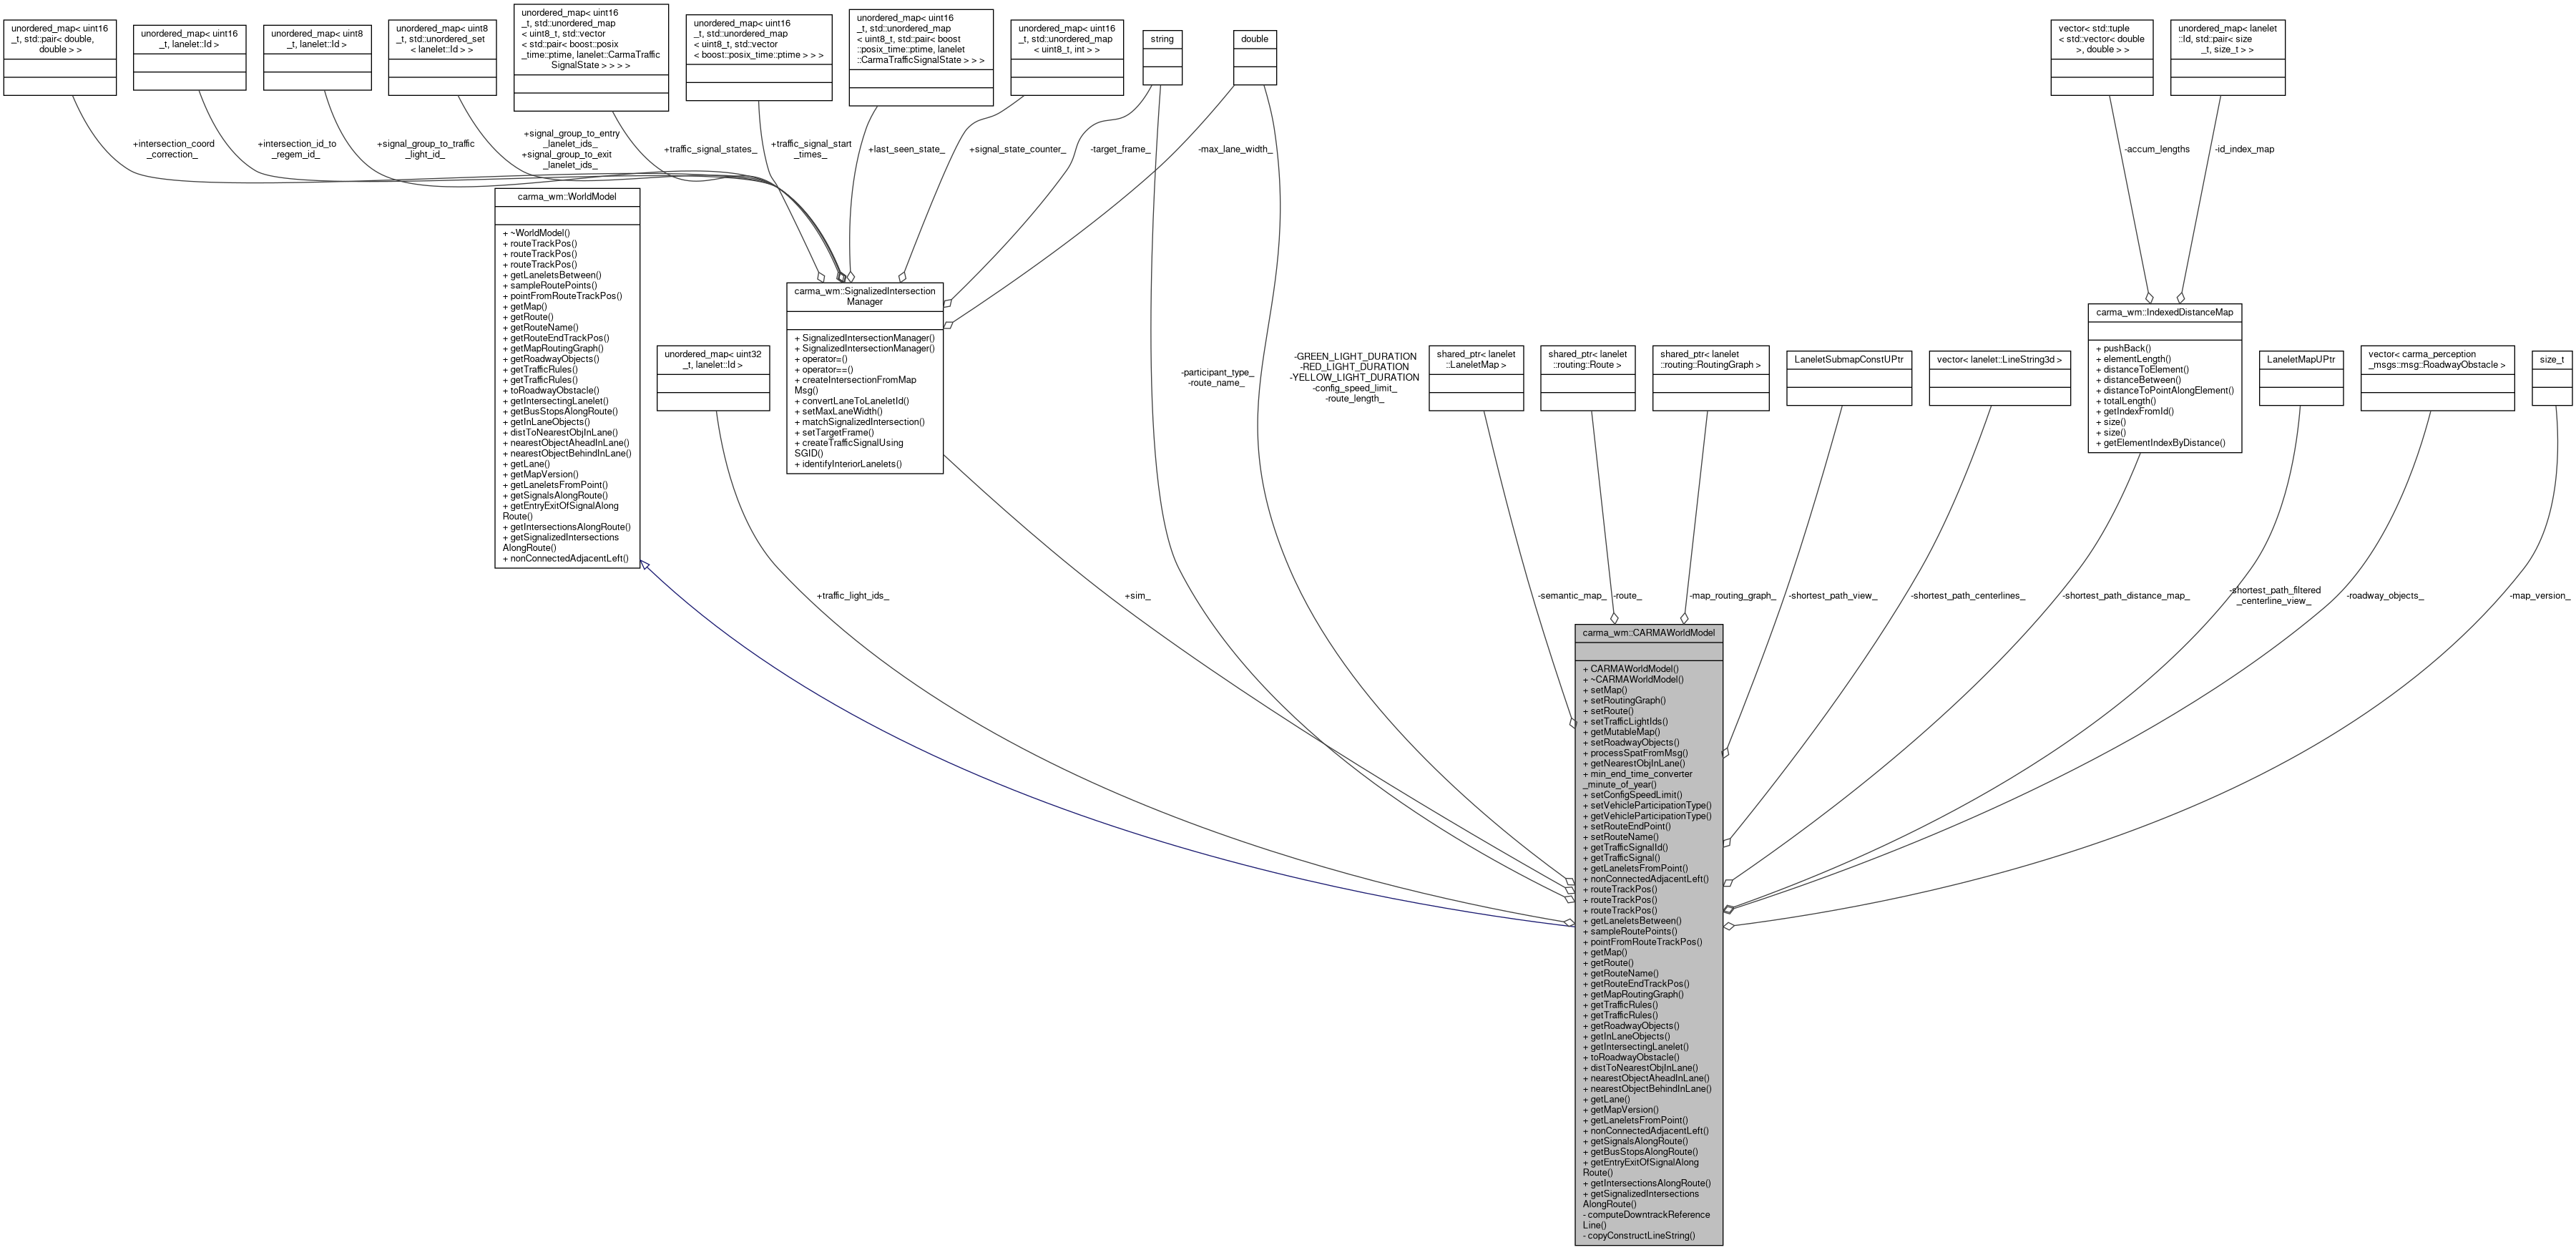 unordered_map< uint16
_t, std::pair< double,
double > >
unordered_map< uint16
_t, lanelet::Id >
unordered_map< uint8
_t, lanelet::Id >
unordered_map< uint8
_t, std::unordered_set
< lanelet::Id > >
unordered_map< uint16
_t, std::unordered_map
< uint8_t, std::vector
< std::pair< boost::posix
_time::ptime, lanelet::CarmaTraffic
SignalState > > > >
unordered_map< uint16
_t, std::unordered_map
< uint8_t, std::vector
< boost::posix_time::ptime > > >
unordered_map< uint16
_t, std::unordered_map
< uint8_t, std::pair< boost
::posix_time::ptime, lanelet
::CarmaTrafficSignalState > > >
unordered_map< uint16
_t, std::unordered_map
< uint8_t, int > >
string
double
vector< std::tuple
< std::vector< double
>, double > >
unordered_map< lanelet
::Id, std::pair< size
_t, size_t > >
+intersection_coord
_correction_
+intersection_id_to
_regem_id_
+signal_group_to_traffic
_light_id_
+signal_group_to_entry
_lanelet_ids_
+signal_group_to_exit
_lanelet_ids_
+traffic_signal_states_
+traffic_signal_start
_times_
+last_seen_state_
+signal_state_counter_
-target_frame_
-max_lane_width_
-accum_lengths
-id_index_map
carma_wm::WorldModel
+ ~WorldModel()
+ routeTrackPos()
+ routeTrackPos()
+ routeTrackPos()
+ getLaneletsBetween()
+ sampleRoutePoints()
+ pointFromRouteTrackPos()
+ getMap()
+ getRoute()
+ getRouteName()
+ getRouteEndTrackPos()
+ getMapRoutingGraph()
+ getRoadwayObjects()
+ getTrafficRules()
+ getTrafficRules()
+ toRoadwayObstacle()
+ getIntersectingLanelet()
+ getBusStopsAlongRoute()
+ getInLaneObjects()
+ distToNearestObjInLane()
+ nearestObjectAheadInLane()
+ nearestObjectBehindInLane()
+ getLane()
+ getMapVersion()
+ getLaneletsFromPoint()
+ getSignalsAlongRoute()
+ getEntryExitOfSignalAlong
Route()
+ getIntersectionsAlongRoute()
+ getSignalizedIntersections
AlongRoute()
+ nonConnectedAdjacentLeft()
unordered_map< uint32
_t, lanelet::Id >
carma_wm::SignalizedIntersection
Manager
+ SignalizedIntersectionManager()
+ SignalizedIntersectionManager()
+ operator=()
+ operator==()
+ createIntersectionFromMap
Msg()
+ convertLaneToLaneletId()
+ setMaxLaneWidth()
+ matchSignalizedIntersection()
+ setTargetFrame()
+ createTrafficSignalUsing
SGID()
+ identifyInteriorLanelets()
-participant_type_
-route_name_
-GREEN_LIGHT_DURATION
-RED_LIGHT_DURATION
-YELLOW_LIGHT_DURATION
-config_speed_limit_
-route_length_
shared_ptr< lanelet
::LaneletMap >
shared_ptr< lanelet
::routing::Route >
shared_ptr< lanelet
::routing::RoutingGraph >
LaneletSubmapConstUPtr
vector< lanelet::LineString3d >
carma_wm::IndexedDistanceMap
+ pushBack()
+ elementLength()
+ distanceToElement()
+ distanceBetween()
+ distanceToPointAlongElement()
+ totalLength()
+ getIndexFromId()
+ size()
+ size()
+ getElementIndexByDistance()
LaneletMapUPtr
vector< carma_perception
_msgs::msg::RoadwayObstacle >
size_t
+traffic_light_ids_
+sim_
-semantic_map_
-route_
-map_routing_graph_
-shortest_path_view_
-shortest_path_centerlines_
-shortest_path_distance_map_
-shortest_path_filtered
_centerline_view_
-roadway_objects_
-map_version_
carma_wm::CARMAWorldModel
+ CARMAWorldModel()
+ ~CARMAWorldModel()
+ setMap()
+ setRoutingGraph()
+ setRoute()
+ setTrafficLightIds()
+ getMutableMap()
+ setRoadwayObjects()
+ processSpatFromMsg()
+ getNearestObjInLane()
+ min_end_time_converter
_minute_of_year()
+ setConfigSpeedLimit()
+ setVehicleParticipationType()
+ getVehicleParticipationType()
+ setRouteEndPoint()
+ setRouteName()
+ getTrafficSignalId()
+ getTrafficSignal()
+ getLaneletsFromPoint()
+ nonConnectedAdjacentLeft()
+ routeTrackPos()
+ routeTrackPos()
+ routeTrackPos()
+ getLaneletsBetween()
+ sampleRoutePoints()
+ pointFromRouteTrackPos()
+ getMap()
+ getRoute()
+ getRouteName()
+ getRouteEndTrackPos()
+ getMapRoutingGraph()
+ getTrafficRules()
+ getTrafficRules()
+ getRoadwayObjects()
+ getInLaneObjects()
+ getIntersectingLanelet()
+ toRoadwayObstacle()
+ distToNearestObjInLane()
+ nearestObjectAheadInLane()
+ nearestObjectBehindInLane()
+ getLane()
+ getMapVersion()
+ getLaneletsFromPoint()
+ nonConnectedAdjacentLeft()
+ getSignalsAlongRoute()
+ getBusStopsAlongRoute()
+ getEntryExitOfSignalAlong
Route()
+ getIntersectionsAlongRoute()
+ getSignalizedIntersections
AlongRoute()
- computeDowntrackReference
Line()
- copyConstructLineString()